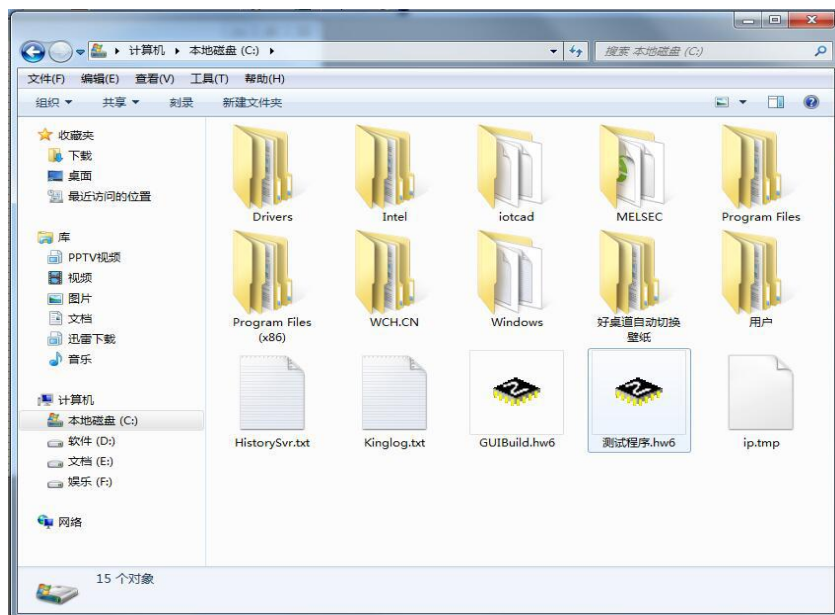 计算机 本地磁盘 (C:)
搜索 本地磁盘 (C:)
文件(F) 编辑(E) 查看(V) 工具(T) 帮助(H)
组织 共享 刻录 新建文件夹
收藏夹
下载
桌面
最近访问的位置
库
PPTV视频
视频
图片
文档
迅雷下载
音乐
计算机
本地磁盘 (C:)
软件 (D:)
文档 (E:)
娱乐 (F:)
网络
Drivers
Intel
iotcad
MELSEC
Program Files
Program Files
(x86)
WCH.CN
Windows
好桌道自动切换
壁纸
用户
HistorySvr.txt
Kinglog.txt
GUIBuild.hw6
测试程序.hw6
ip.tmp
15 个对象